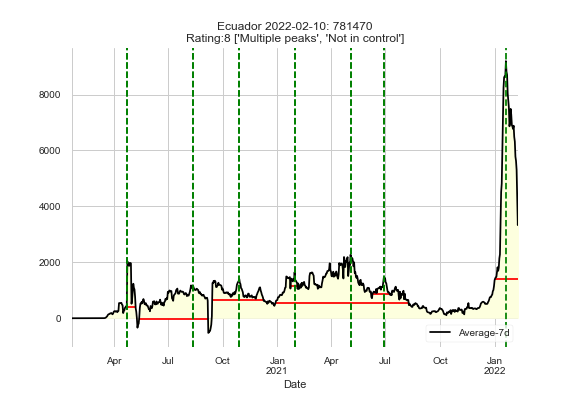 Ecuador 2022-02-10: 781470
Rating:8 ['Multiple peaks', 'Not in control']
8000
6000
4000
2000
0
Average-7d
Apr Jul Oct Jan Apr Jul Oct Jan
2021 2022
Date